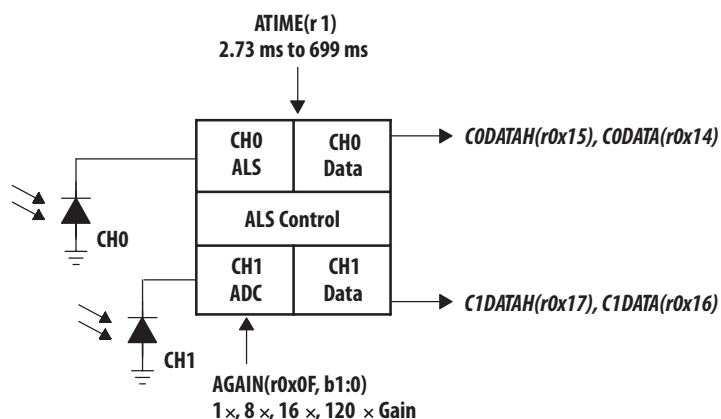 ATIME(r 1)
2.73 ms to 699 ms
CH0
ALS
CH0
Data
C0DATAH(r0x15), C0DATA(r0x14)
ALS Control
CH0
CH1
ADC
CH1
Data
C1DATAH(r0x17), C1DATA(r0x16)
CH1
AGAIN(r0x0F, b1:0)
1 ×, 8 ×, 16 ×, 120 × Gain